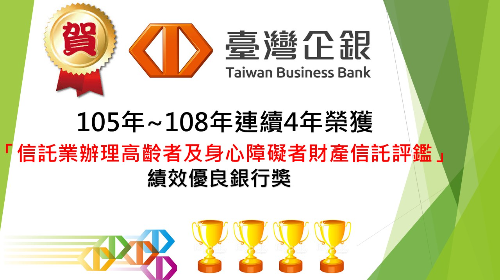 賀
臺灣企銀
Taiwan Business Bank
105年~108年連續4年榮獲
「信託業辦理高齡者及身心障礙者財產信託評鑑」
績效優良銀行獎